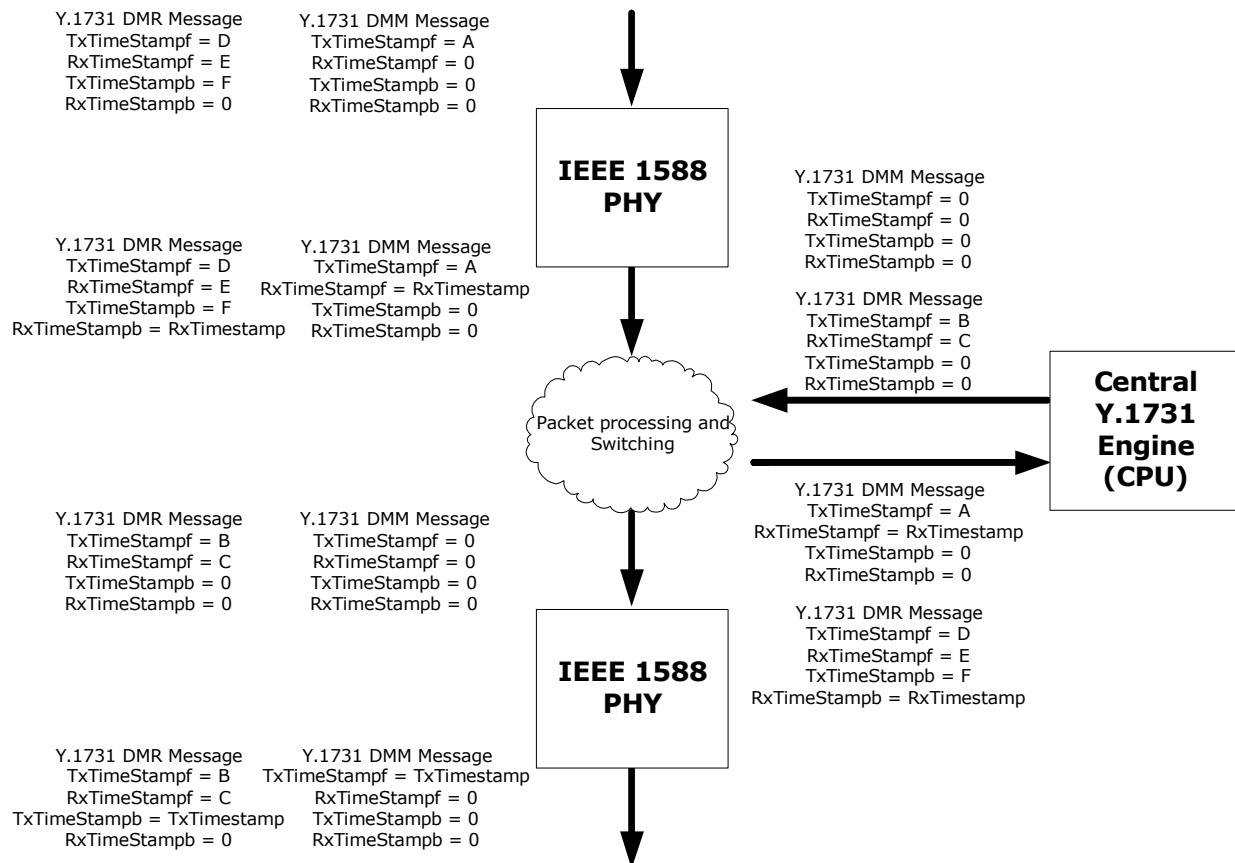 Y.1731 DMR Message
TxTimeStampf = D
RxTimeStampf = E
TxTimeStampb = F
RxTimeStampb = 0
Y.1731 DMM Message
TxTimeStampf = A
RxTimeStampf = 0
TxTimeStampb = 0
RxTimeStampb = 0
IEEE 1588
PHY
Y.1731 DMM Message
TxTimeStampf = 0
RxTimeStampf = 0
TxTimeStampb = 0
RxTimeStampb = 0
Y.1731 DMR Message
TxTimeStampf = D
RxTimeStampf = E
TxTimeStampb = F
RxTimeStampb = RxTimestamp
Y.1731 DMM Message
TxTimeStampf = A
RxTimeStampf = RxTimestamp
TxTimeStampb = 0
RxTimeStampb = 0
Y.1731 DMR Message
TxTimeStampf = B
RxTimeStampf = C
TxTimeStampb = 0
RxTimeStampb = 0
Central
Y.1731
Engine
(CPU)
Packet processing and
Switching
Y.1731 DMM Message
TxTimeStampf = A
RxTimeStampf = RxTimestamp
TxTimeStampb = 0
RxTimeStampb = 0
Y.1731 DMR Message
TxTimeStampf = B
RxTimeStampf = C
TxTimeStampb = 0
RxTimeStampb = 0
Y.1731 DMM Message
TxTimeStampf = 0
RxTimeStampf = 0
TxTimeStampb = 0
RxTimeStampb = 0
Y.1731 DMR Message
TxTimeStampf = D
RxTimeStampf = E
TxTimeStampb = F
RxTimeStampb = RxTimestamp
IEEE 1588
PHY
Y.1731 DMR Message
TxTimeStampf = B
RxTimeStampf = C
TxTimeStampb = TxTimestamp
RxTimeStampb = 0
Y.1731 DMM Message
TxTimeStampf = TxTimestamp
RxTimeStampf = 0
TxTimeStampb = 0
RxTimeStampb = 0